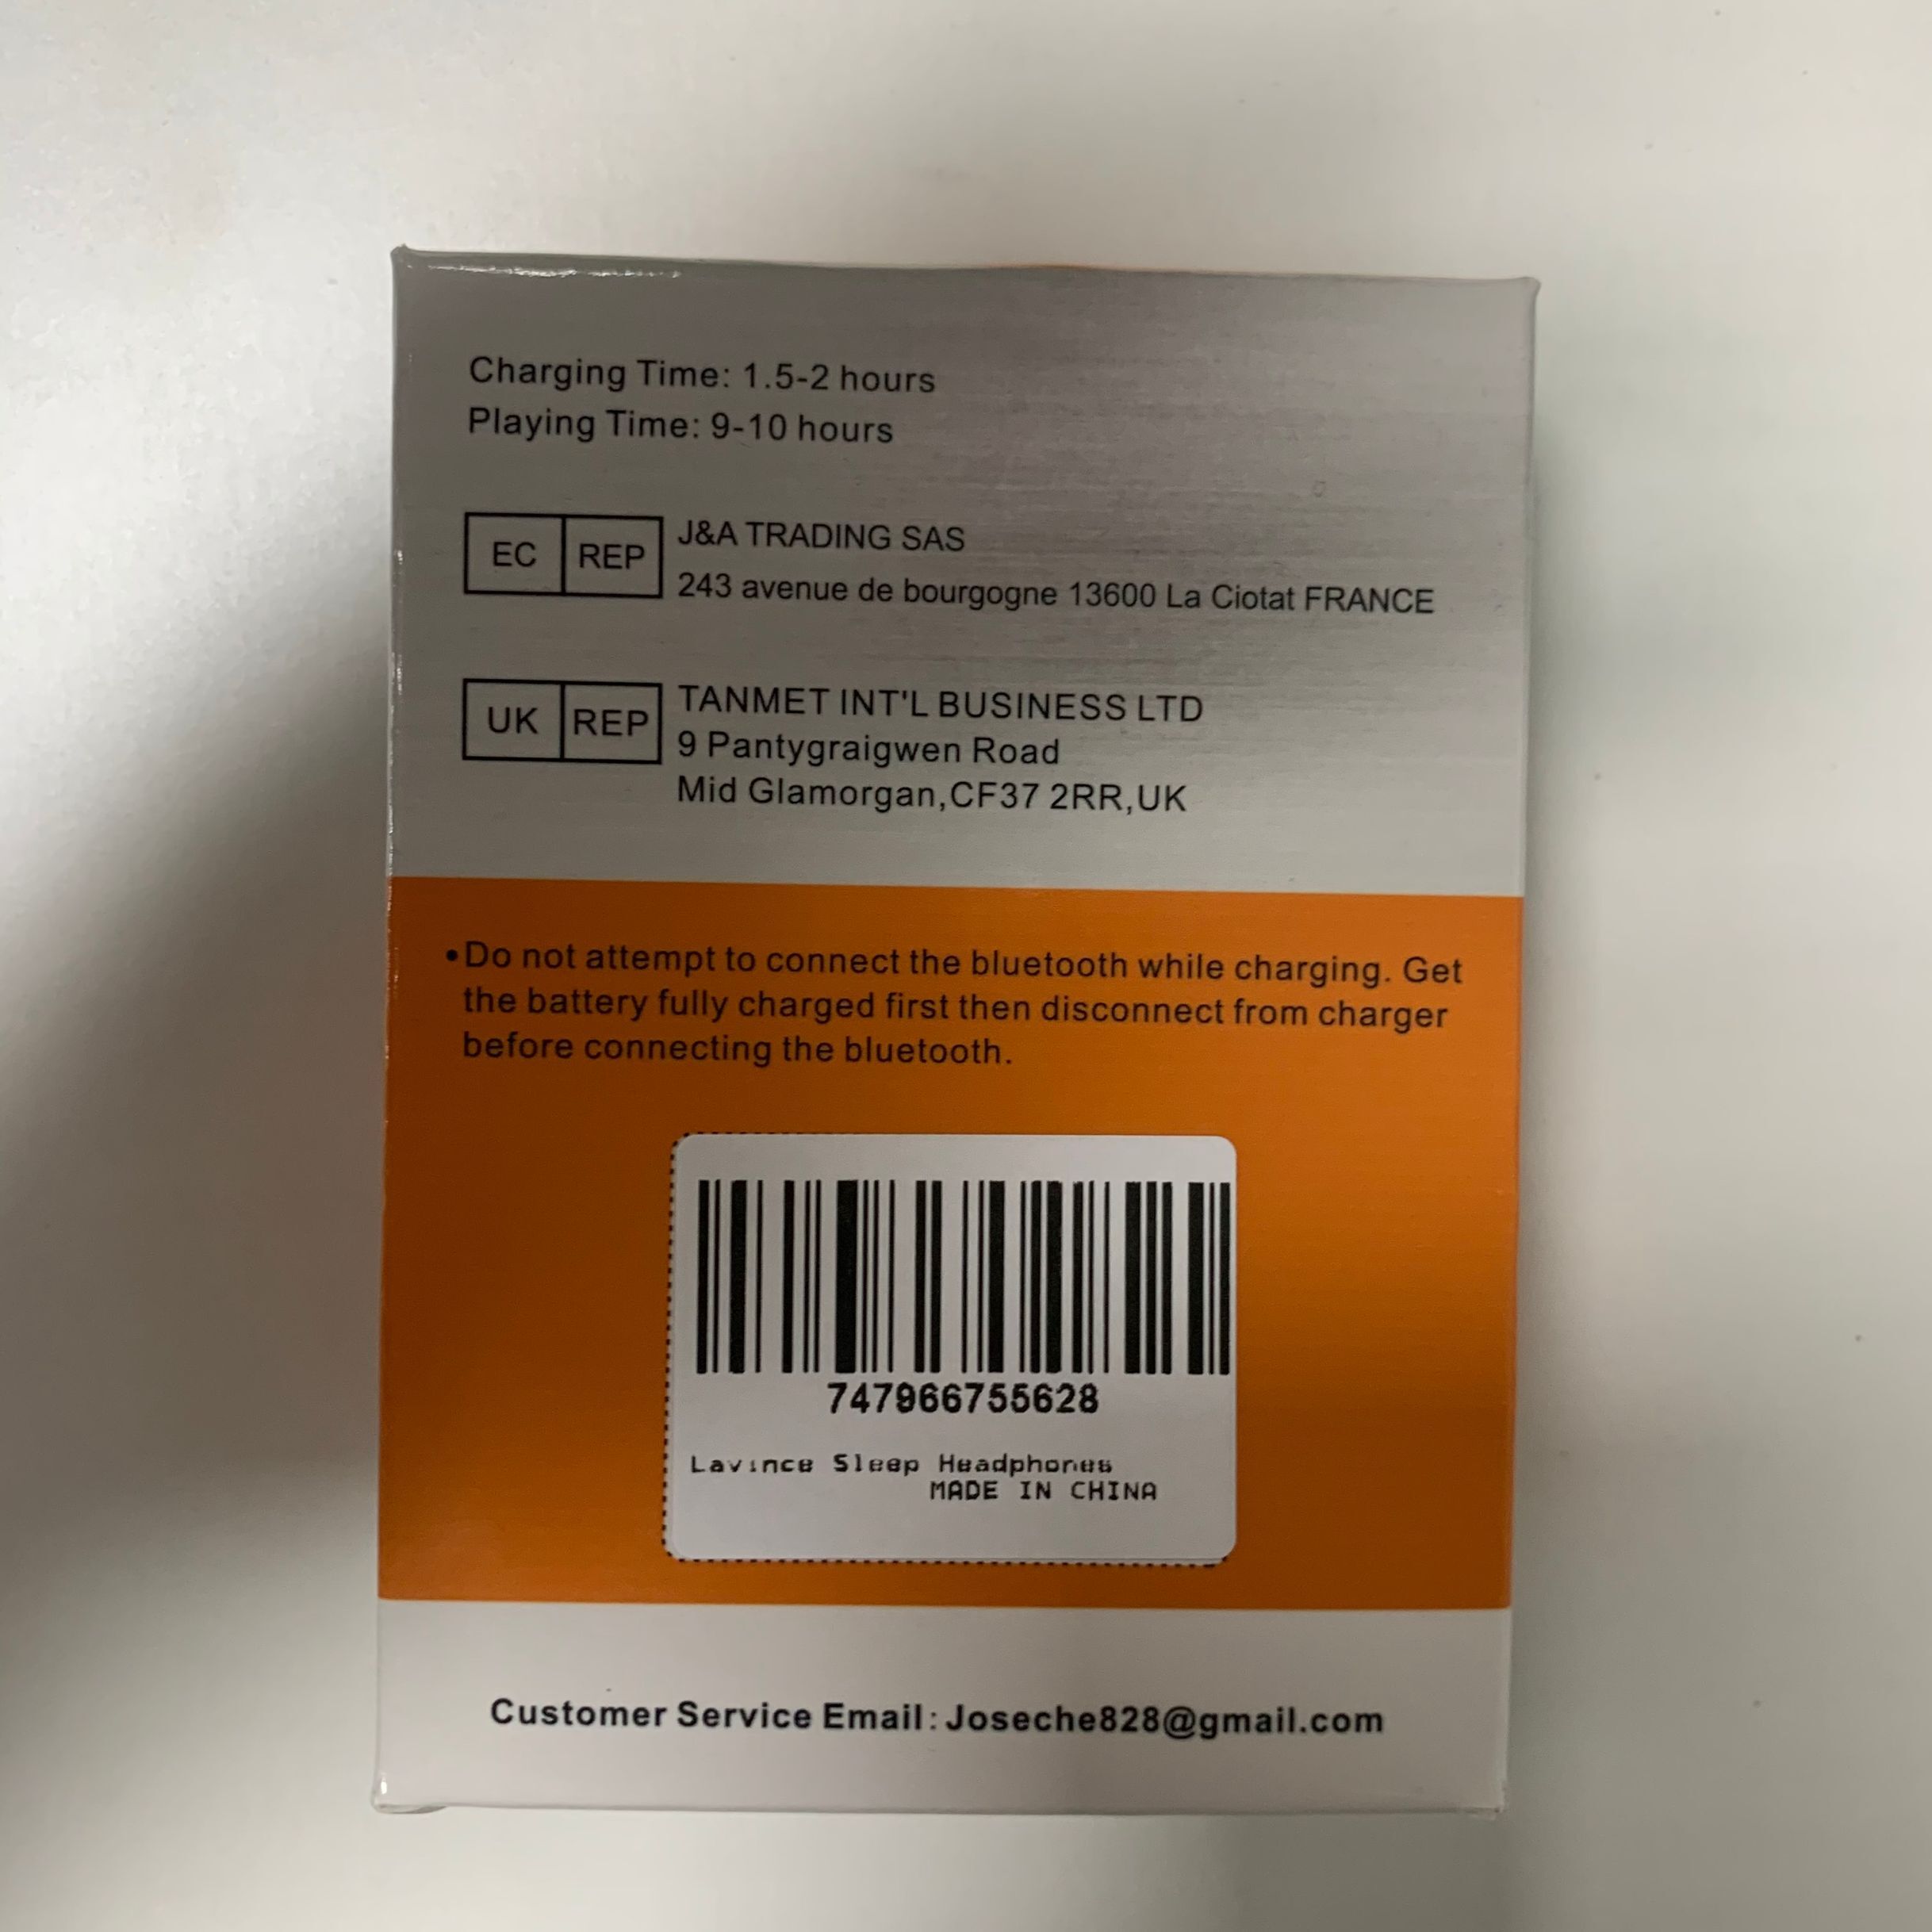 Charging Time: 1.5-2 hours
Playing Time: 9-10 hours
EC REP
J&A TRADING SAS
243 avenue de bourgogne 13600 La Ciotat FRANCE
UK REP
TANMET INT'L BUSINESS LTD
9 Pantygraigwen Road
Mid Glamorgan,CF37 2RR,UK
•Do not attempt to connect the bluetooth while charging. Get
the battery fully charged first then disconnect from charger
before connecting the bluetooth.
747966755628
Lavince Sleep Headphones
MADE IN CHINA
Customer Service Email: Joseche828@gmail.com